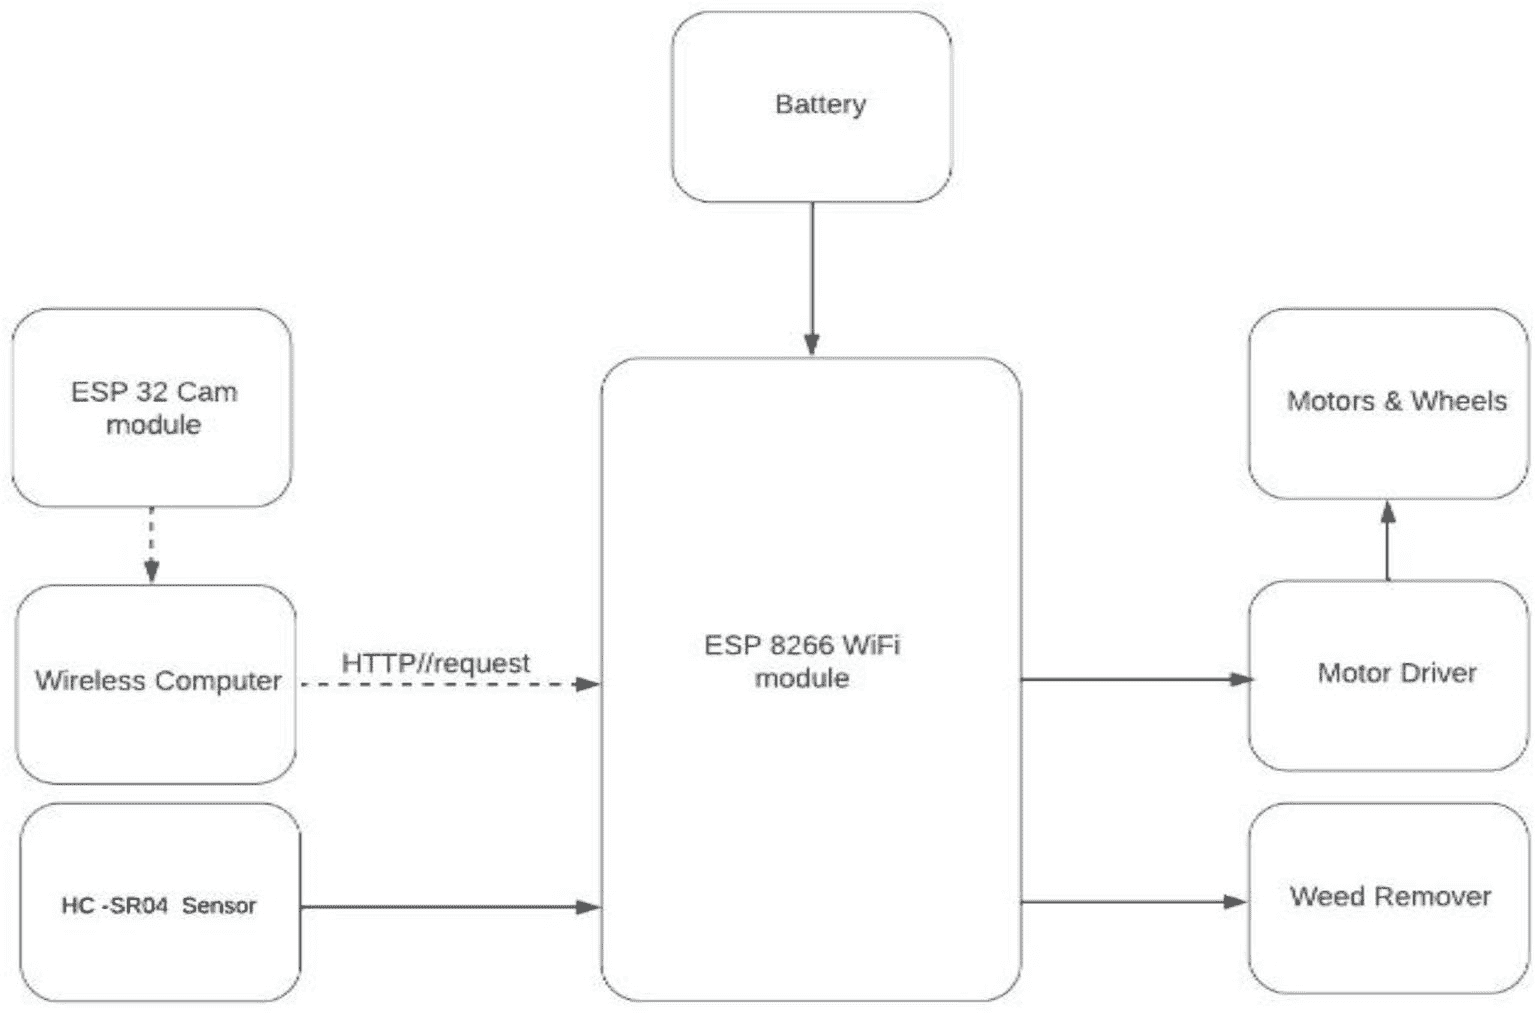 Battery
ESP 32 Cam
module
Motors & Wheels
HTTP//request
Wireless Computer
ESP 8266 WiFi
module
Motor Driver
HC -SR04  Sensor
Weed Remover